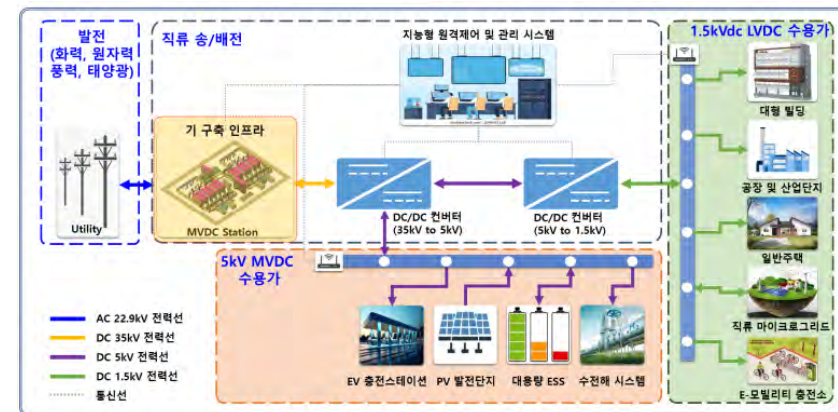 발전
(화력, 원자력
풍력, 태양광)
Utility
직류 송/배전
지능형 원격제어 및 관리 시스템
기 구축 인프라
MVDC Station
DC/DC 컨버터
(35kV to 5kV)
DC/DC 컨버터
(5kV to 1.5kV)
1.5kVdc LVDC 수용가
대형 빌딩
공장 및 산업단지
일반주택
직류 마이크로그리드
E-모빌리티 충전소
5kV MVDC
수용가
EV 충전스테이션
PV 발전단지
대용량 ESS
수전해 시스템
AC 22.9kV 전력선
DC 35kV 전력선
DC 5kV 전력선
DC 1.5kV 전력선
통신선